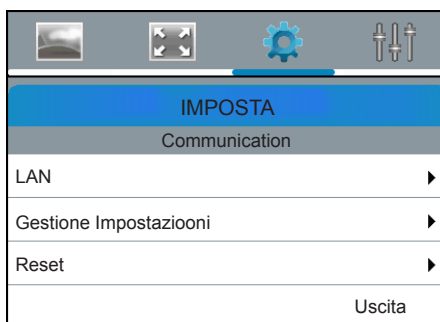 IMPOSTA
Communication
LAN
Gestione Impostaziooni
Reset
Uscita